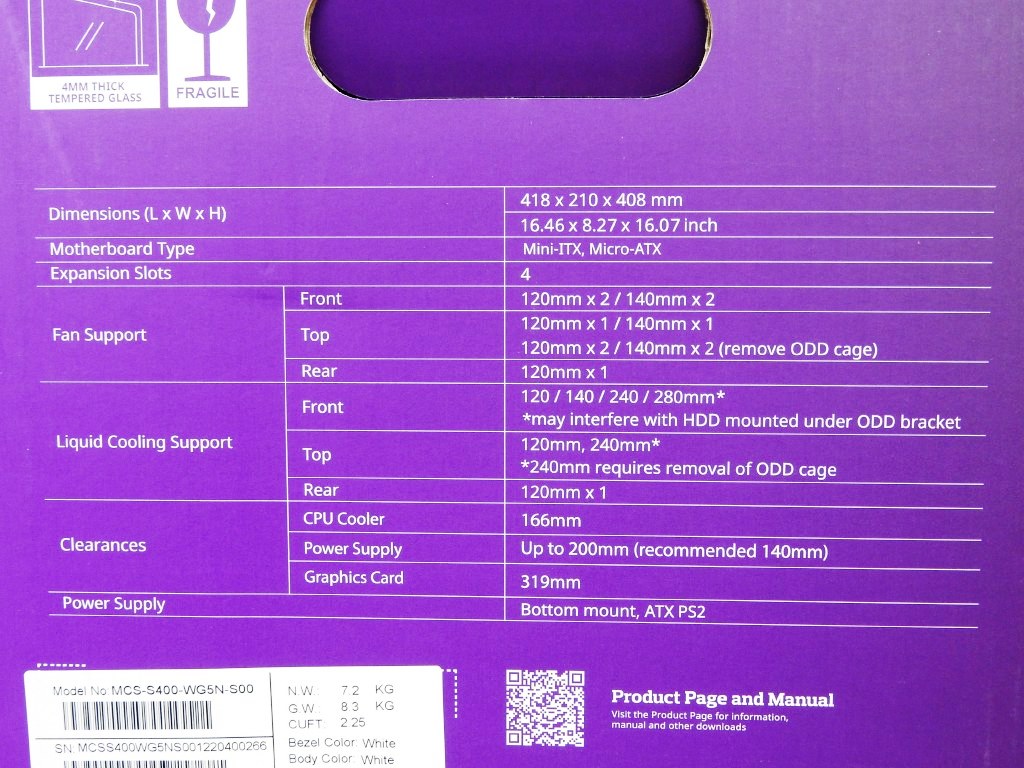 4MM THICK
TEMPERED GLASS
FRAGILE
Dimensions (L x W x H)
418 x 210 x 408 mm
16.46 x 8.27 x 16.07 inch
Motherboard Type
Mini-ITX, Micro-ATX
Expansion Slots
4
Fan Support
Front
120mm x 2 / 140mm x 2
Top
120mm x 1 / 140mm x 1
120mm x 2 / 140mm x 2 (remove ODD cage)
Rear
120mm x 1
Liquid Cooling Support
Front
120 / 140 / 240 / 280mm*
*may interfere with HDD mounted under ODD bracket
Top
120mm, 240mm*
*240mm requires removal of ODD cage
Rear
120mm x 1
Clearances
CPU Cooler
166mm
Power Supply
Up to 200mm (recommended 140mm)
Graphics Card
319mm
Power Supply
Bottom mount, ATX PS2
Model No:MCS-S400-WG5N-S00
SN: MCSS400WG5NS001220400266
N.W.: 7.2 KG
G.W.: 8.3 KG
CUFT: 2.25
Bezel Color: White
Body Color: White
Product Page and Manual
Visit the Product Page for information,
manual and other downloads